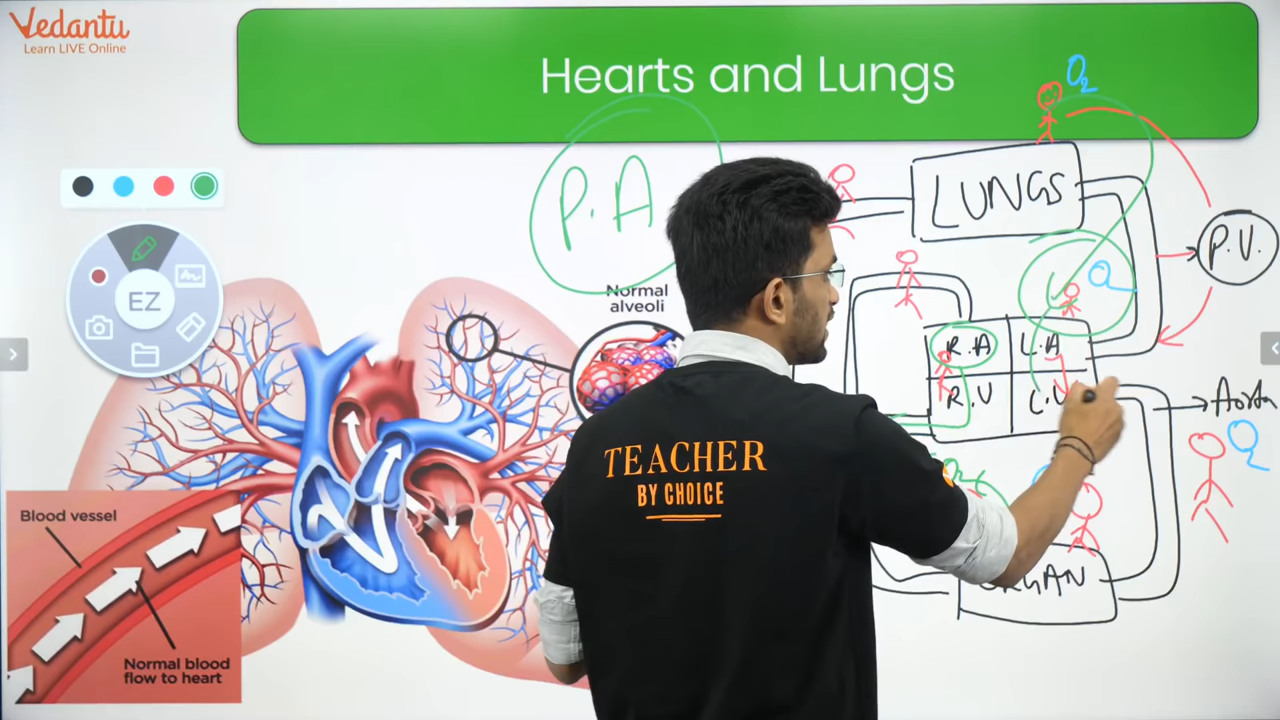 Vedantu
Learn LIVE Online
Hearts and Lungs
O2
P.A
LUNGS
P.V.
EZ
Normal
alveoli
R.A
L.A
R.V
L.V
Aorta
TEACHER
BY CHOICE
Blood vessel
Normal blood
flow to heart